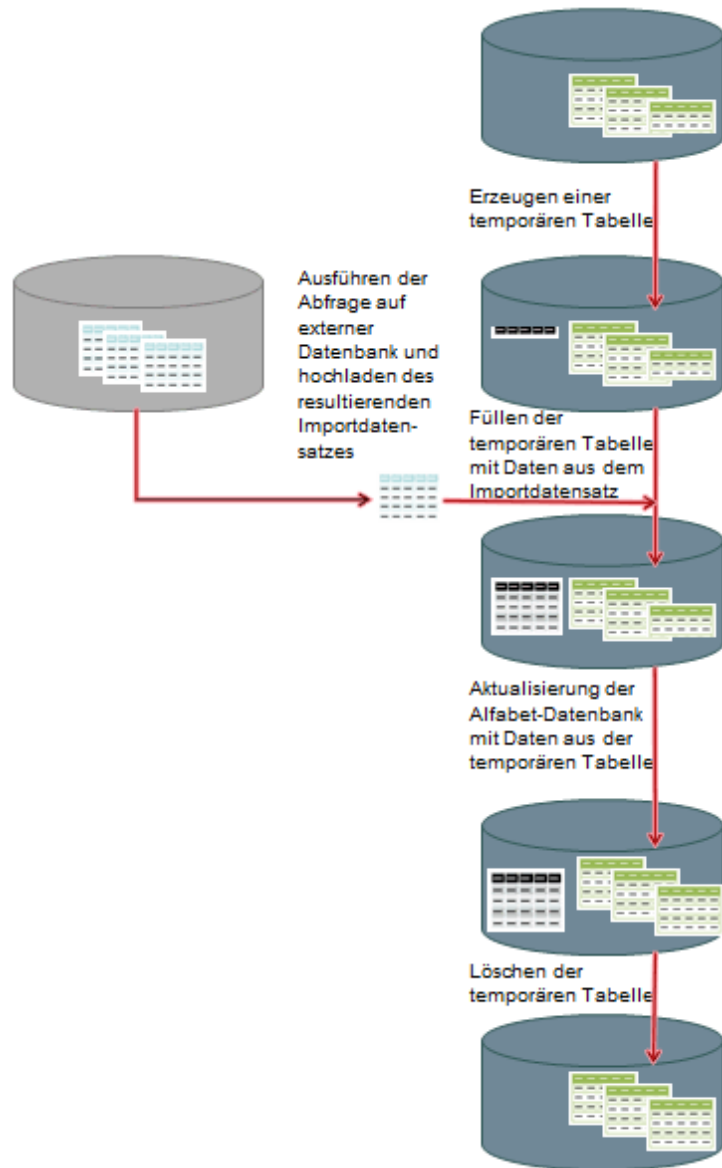 Erzeugen einer
temporären Tabelle
Ausführen der
Abfrage auf
externer
Datenbank und
hochladen des
resultierenden
Importdaten-
satzes
Füllen der
temporären Tabelle
mit Daten aus dem
Importdatensatz
Aktualisierung der
Alfabet-Datenbank
mit Daten aus der
temporären Tabelle
Löschen der
temporären Tabelle